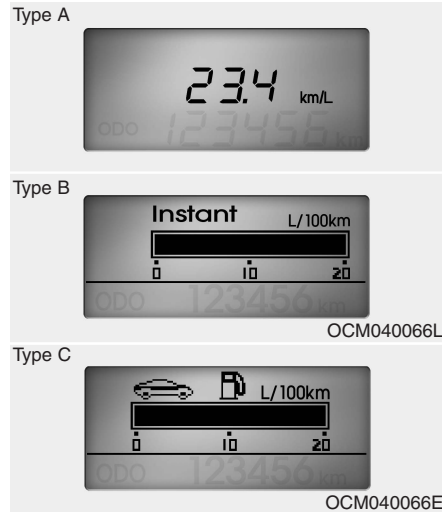 Type A
23.4 km/L
ODO 123456 km
Type B
Instant L/100km
0 10 20
ODO 123456 km
OCM040066L
Type C
L/100km
0 10 20
ODO 123456 km
OCM040066E